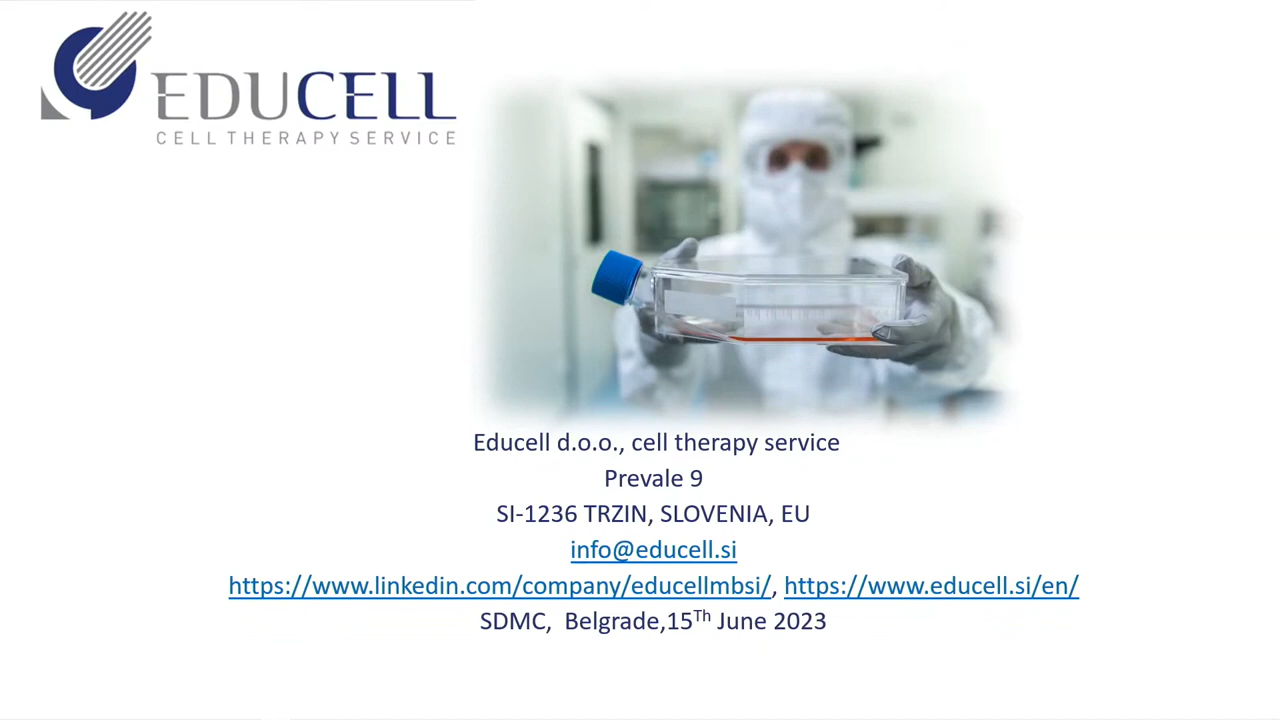 EDUCELL
CELL THERAPY SERVICE
Educell d.o.o., cell therapy service
Prevale 9
SI-1236 TRZIN, SLOVENIA, EU
info@educell.si
https://www.linkedin.com/company/educellmbsi/, https://www.educell.si/en/
SDMC,  Belgrade,15Th June 2023